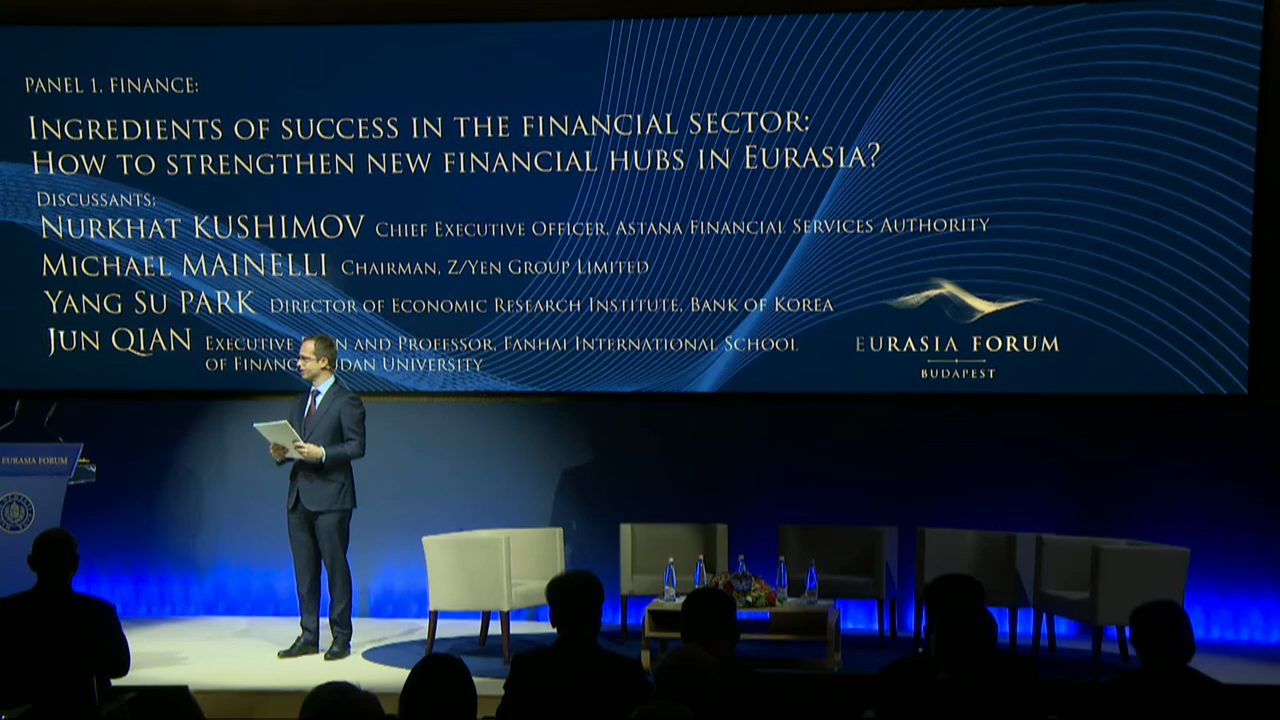 PANEL 1. FINANCE:
INGREDIENTS OF SUCCESS IN THE FINANCIAL SECTOR:
HOW TO STRENGTHEN NEW FINANCIAL HUBS IN EURASIA?
DISCUSSANTS:
NURKHAT KUSHIMOV CHIEF EXECUTIVE OFFICER, ASTANA FINANCIAL SERVICES AUTHORITY
MICHAEL MAINELLI CHAIRMAN, Z/YEN GROUP LIMITED
YANG SU PARK DIRECTOR OF ECONOMIC RESEARCH INSTITUTE, BANK OF KOREA
JUN QIAN EXECUTIVE AND PROFESSOR, FANHAI INTERNATIONAL SCHOOL
OF UNIVERSITY
EURASIA FORUM
BUDAPEST
EURASIA FORUM